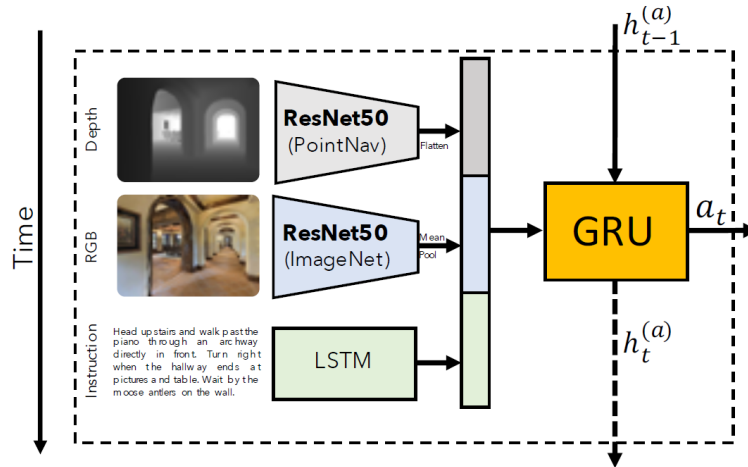 Time
Depth
ResNet50
(PointNav)
Flatten
RGB
ResNet50
(ImageNet)
Mean
Pool
Instruction
Head upstairs and walk past the
piano through an archway
directly in front. Turn right
when the hallway ends at
pictures and table. Wait by the
moose antlers on the wall.
LSTM
h_{t-1}^{(a)}
GRU
a_t
h_t^{(a)}